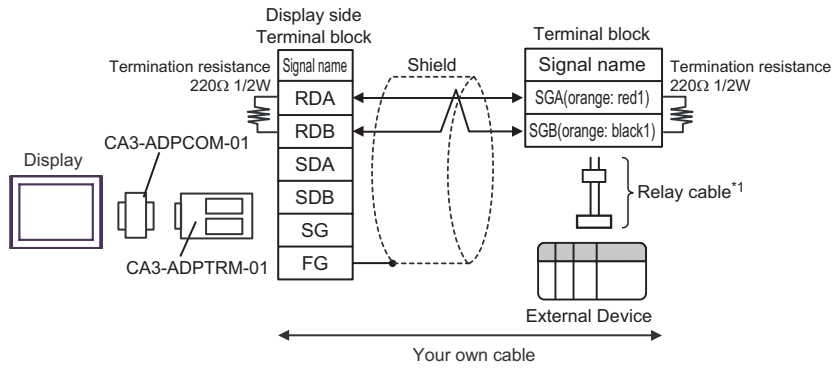 Display side
Terminal block
Termination resistance
220Ω 1/2W
Signal name
RDA
RDB
SDA
SDB
SG
FG
Shield
Terminal block
Signal name
SGA(orange: red1)
SGB(orange: black1)
Termination resistance
220Ω 1/2W
Display
CA3-ADPCOM-01
CA3-ADPTRM-01
Relay cable*1
External Device
Your own cable